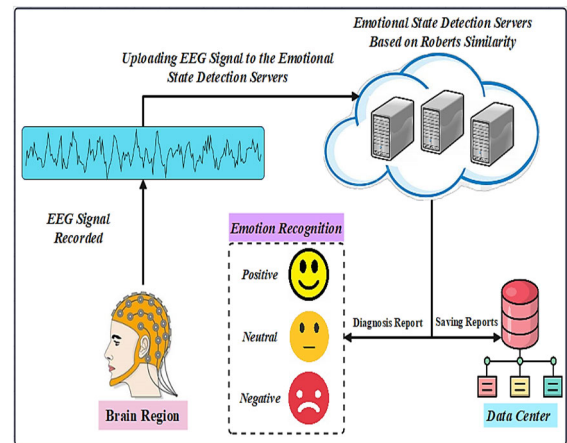 Uploading EEG Signal to the Emotional
State Detection Servers
Emotional State Detection Servers
Based on Roberts Similarity
EEG Signal
Recorded
Brain Region
Emotion Recognition
Positive
Neutral
Negative
Diagnosis Report
Saving Reports
Data Center